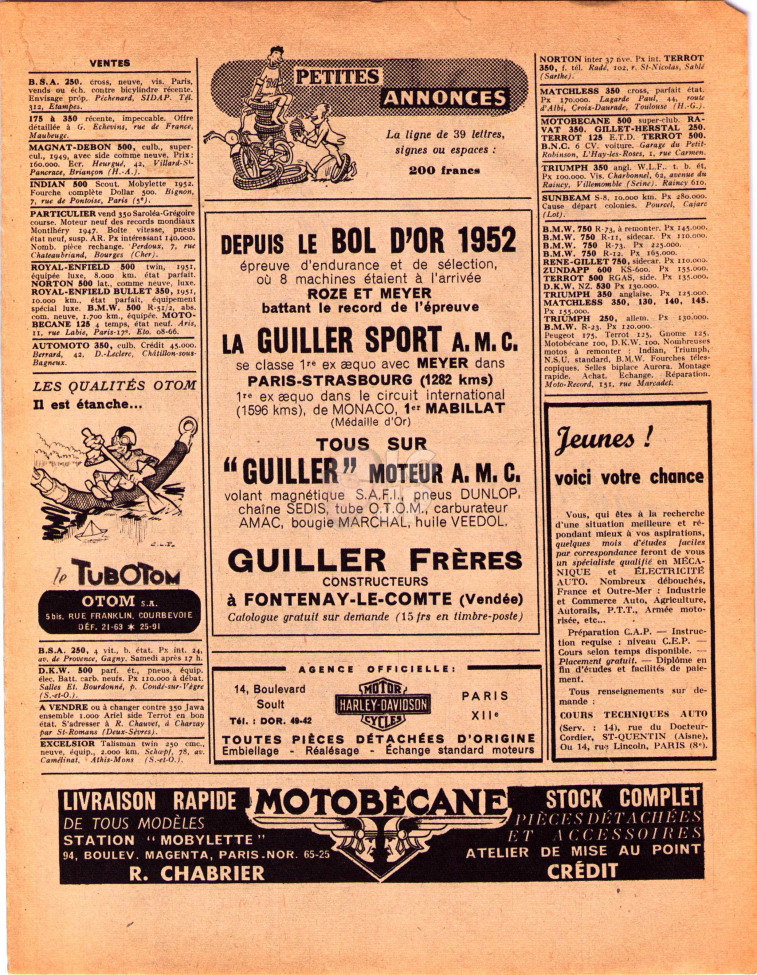 VENTES
B.S.A. 250, cross, neuve, vis. Paris,
vends ou éch. contre bicylindre récente.
Envisage prop. Péchenard, SIDAP. Tél.
312, Étampes.
175 à 350 récente, impeccable. Offre
détaillée à G. Echevins, rue de France,
Maubeuge.
MAGNAT-DEBON 500, culb., super-
cul., 1949, avec side comme neuve, Prix:
160.000. Ecr. Heurgué, 42, Villard-St-
Pancrace, Briançon (H.-A.).
INDIAN 500 Scout. Mobylette 1952.
Fourche complète Dollar 500. Bignon,
7, rue de Pontoise, Paris (5e).
PARTICULIER vend 350 Saroléa-Grégoire
course. Moteur neuf des records mondiaux
Montlhéry 1947. Boîte vitesse, pneus
état neuf, susp. AR. Px intéressant 140.000.
Nomb. pièce rechange. Perdoux, 7, rue
Chateaubriand, Bourges (Cher).
ROYAL-ENFIELD 500 twin, 1951,
équipée luxe, 8.000 km. état parfait.
NORTON 500 lat., comme neuve, luxe.
ROYAL-ENFIELD BULLET 350, 1951,
10.000 km., état parfait, équipement
spécial luxe. B.M.W. 500 R-51/2, abs.
com. neuve, 1.700 km., équipée. MOTO-
BECANE 125 4 temps, état neuf. Aris,
11, rue Labie, Paris-17e. Eto. 08-66.
AUTOMOTO 350, culb. Crédit 45.000.
Berrard, 42, D.-Leclerc, Châtillon-sous-
Bagneux.
LES QUALITÉS OTOM
Il est étanche...
le TUBOTOM
OTOM S.A.
5 bis, RUE FRANKLIN, COURBEVOIE
DÉF. 21-63 * 25-91
B.S.A. 250, 4 vit., b. état. Px int. 24,
av. de Provence, Gagny. Samedi après 17 h.
D.K.W. 500 parf. ét., pneus, équip.
élec. Batt. carb. neufs. Px 110.000 à débat.
Salles Et. Bourdonné, p. Condé-sur-Vègre
(S.-et-O.).
A VENDRE ou à changer contre 350 Jawa
ensemble 1.000 Ariel side Terrot en bon
état. S'adresser à R. Chauvet, à Charzay
par St-Romans (Deux-Sèvres).
EXCELSIOR Talisman twin 250 cmc.,
neuve, équip., 2.000 km. Schopf, 78, av.
Camélinat, Athis-Mons (S.-et-O.).
PETITES
ANNONCES
La ligne de 39 lettres,
signes ou espaces :
200 francs
DEPUIS LE BOL D'OR 1952
épreuve d'endurance et de sélection,
où 8 machines étaient à l'arrivée
ROZE ET MEYER
battant le record de l'épreuve
LA GUILLER SPORT A.M.C.
se classe 1re ex æquo avec MEYER dans
PARIS-STRASBOURG (1282 kms)
1re ex æquo dans le circuit international
(1596 kms), de MONACO, 1er MABILLAT
(Médaille d'Or)
TOUS SUR
"GUILLER" MOTEUR A.M.C.
volant magnétique S.A.F.I., pneus DUNLOP,
chaîne SEDIS, tube O.T.O.M., carburateur
AMAC, bougie MARCHAL, huile VEEDOL.
GUILLER FRÈRES
CONSTRUCTEURS
à FONTENAY-LE-COMTE (Vendée)
Catalogue gratuit sur demande (15 frs en timbre-poste)
AGENCE OFFICIELLE :
14, Boulevard
Soult
Tél. : DOR. 49-42
MOTOR
HARLEY-DAVIDSON
CYCLES
PARIS
XIIe
TOUTES PIÈCES DÉTACHÉES D'ORIGINE
Embiellage - Réalésage - Échange standard moteurs
NORTON inter 37 nve. Px int. TERROT
350, f. tél. Radé, 102, r. St-Nicolas, Sablé
(Sarthe).
MATCHLESS 350 cross, parfait état.
Px 170.000. Lagarde Paul, 44, route
d'Albi, Croix-Daurade, Toulouse (H.-G.).
MOTOBECANE 500 super-club. RA-
VAT 350. GILLET-HERSTAL 250.
TERROT 125 E.T.D. TERROT 500.
B.N.C. 6 CV. voiture. Garage du Petit-
Robinson, L'Hay-les-Roses, 1, rue Carmen.
TRIUMPH 350 angl. W.L.F. t. b. ét.
Px 100.000. Vis. Charbonnel, 62, avenue du
Raincy, Villemomble (Seine). Raincy 610.
SUNBEAM S-8, 10.000 km. Px 280.000.
Cause départ colonies. Pourcel, Cajarc
(Lot).
B.M.W. 750 R-73, à remonter. Px 145.000.
B.M.W. 750 R-11, sidecar. Px 110.000.
B.M.W. 750 R-75. Px 225.000.
B.M.W. 750 R-12. Px 165.000.
RENE-GILLET 750, sidecar. Px 110.000.
ZUNDAPP 600 KS-600. Px 155.000.
TERROT 500 RGAS, side. Px 135.000.
D.K.W. NZ. 530 Px 130.000.
TRIUMPH 350 anglaise. Px 125.000.
MATCHLESS 350, 130, 140, 145.
Px 155.000.
TRIUMPH 250, allem. Px 130.000.
B.M.W. R-23. Px 120.000.
Peugeot 175, Terrot 125, Gnome 125.
Motobécane 100, D.K.W. 100. Nombreuses
motos à remonter : Indian, Triumph,
N.S.U. standard, B.M.W. Fourches téles-
copiques. Selles biplace Aurora. Montage
rapide. Achat. Echange. Réparation.
Moto-Record, 151, rue Marcadet.
Jeunes !
voici votre chance
Vous, qui êtes à la recherche
d'une situation meilleure et ré-
pondant mieux à vos aspirations,
quelques mois d'études faciles
par correspondance feront de vous
un spécialiste qualifié en MÉCA-
NIQUE et ÉLECTRICITÉ
AUTO. Nombreux débouchés,
France et Outre-Mer : Industrie
et Commerce Auto, Agriculture,
Autorails, P.T.T., Armée moto-
risée, etc...
Préparation C.A.P. — Instruc-
tion requise : niveau C.E.P. —
Cours selon temps disponible. —
Placement gratuit. — Diplôme en
fin d'études et facilités de paie-
ment.
Tous renseignements sur de-
mande :
COURS TECHNIQUES AUTO
(Serv. : 14), rue du Docteur-
Cordier, ST-QUENTIN (Aisne),
Ou 14, rue Lincoln, PARIS (8e).
LIVRAISON RAPIDE
DE TOUS MODÈLES
STATION "MOBYLETTE"
94, BOULEV. MAGENTA, PARIS-NOR. 65-25
R. CHABRIER
MOTOBÉCANE
STOCK COMPLET
PIÈCES DÉTACHÉES
ET ACCESSOIRES
ATELIER DE MISE AU POINT
CRÉDIT